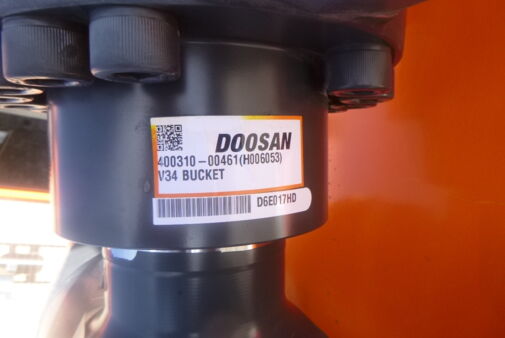 DOOSAN
400310-00461(H006053)
V34 BUCKET
D6E017HD